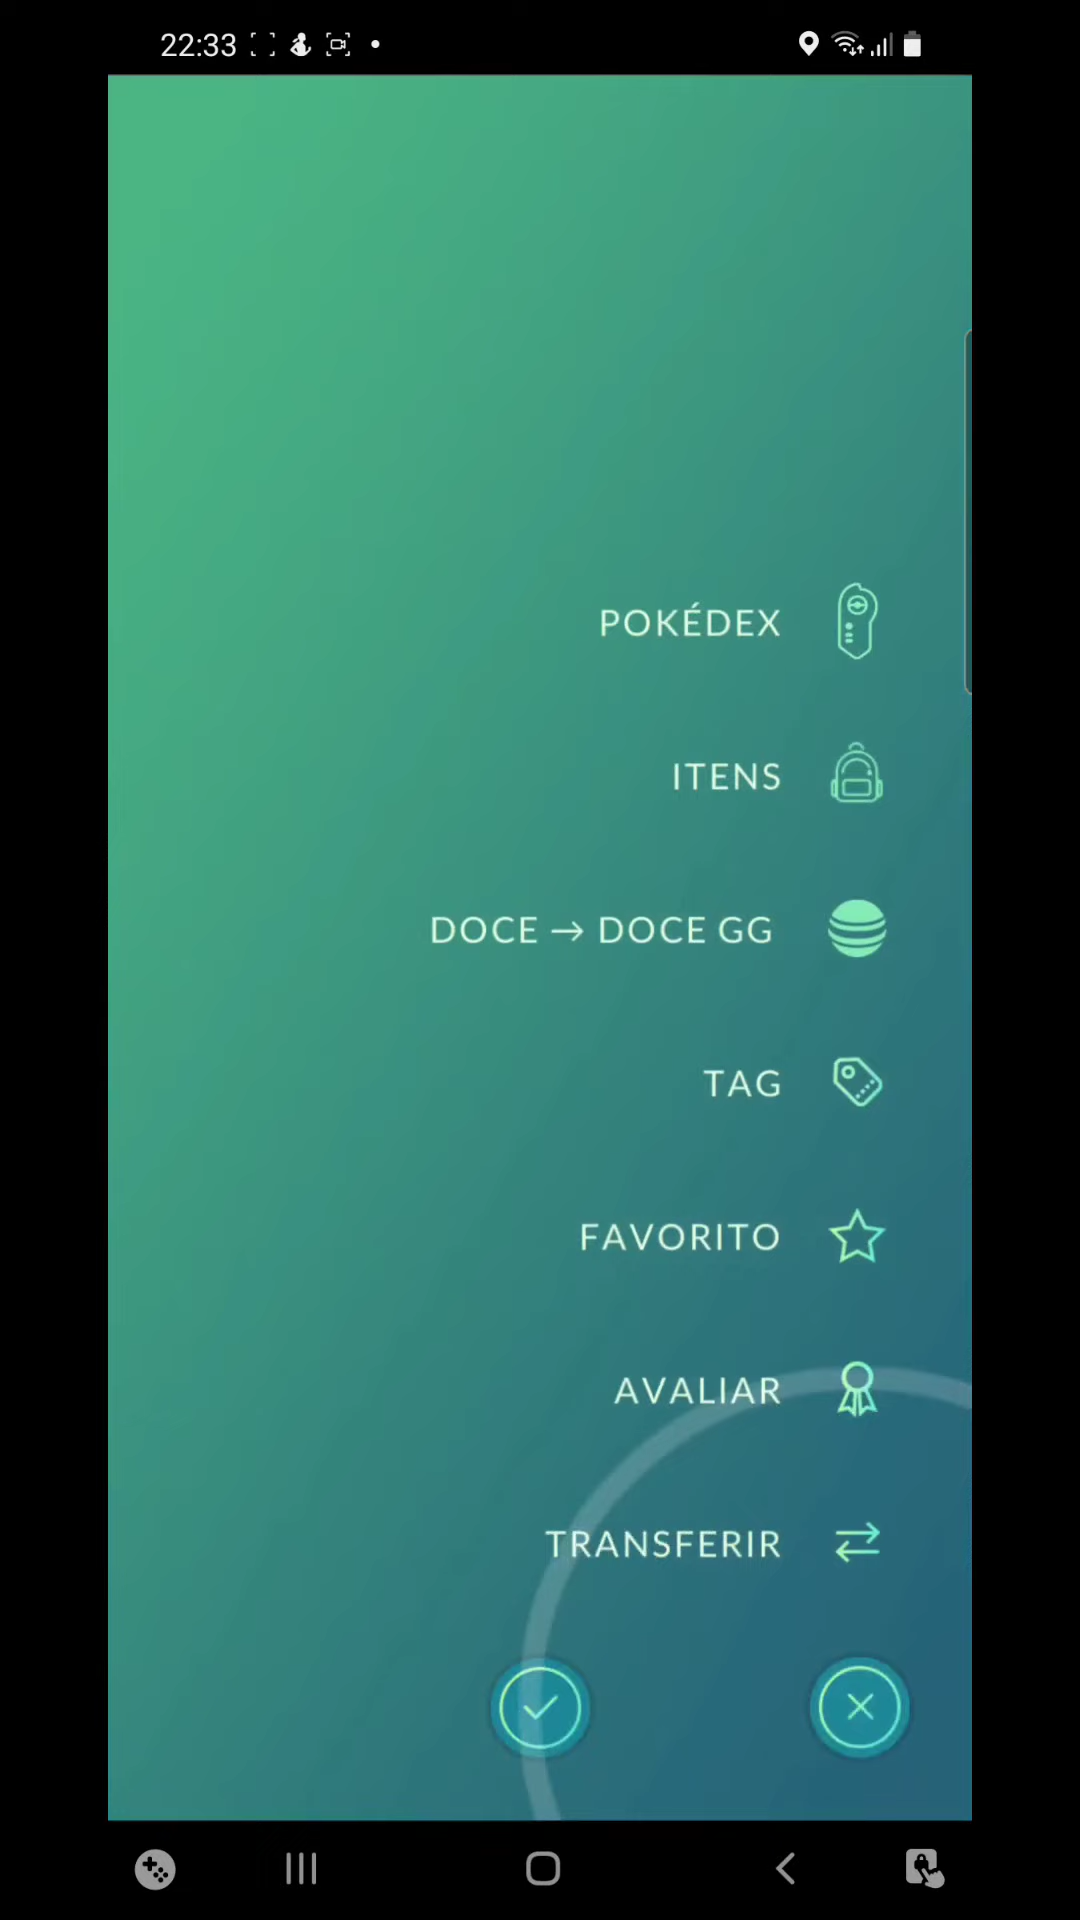 22:33
POKÉDEX
ITENS
DOCE → DOCE GG
TAG
FAVORITO
AVALIAR
TRANSFERIR